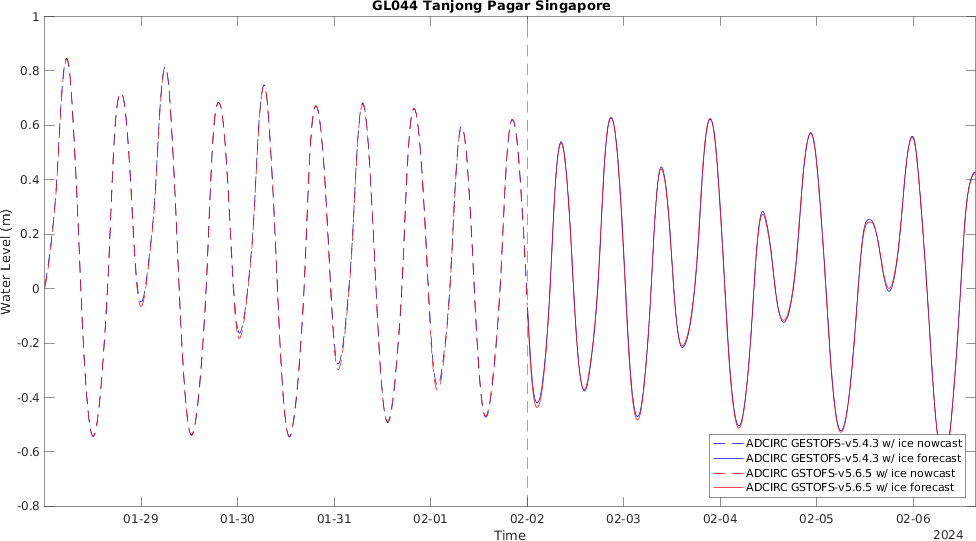 GL044 Tanjong Pagar Singapore
1
0.8
0.6
0.4
0.2
0
-0.2
-0.4
-0.6
-0.8
Water Level (m)
ADCIRC GESTOFS-v5.4.3 w/ ice nowcast
ADCIRC GESTOFS-v5.4.3 w/ ice forecast
ADCIRC GSTOFS-v5.6.5 w/ ice nowcast
ADCIRC GSTOFS-v5.6.5 w/ ice forecast
01-29 01-30 01-31 02-01 02-02 02-03 02-04 02-05 02-06
Time
2024